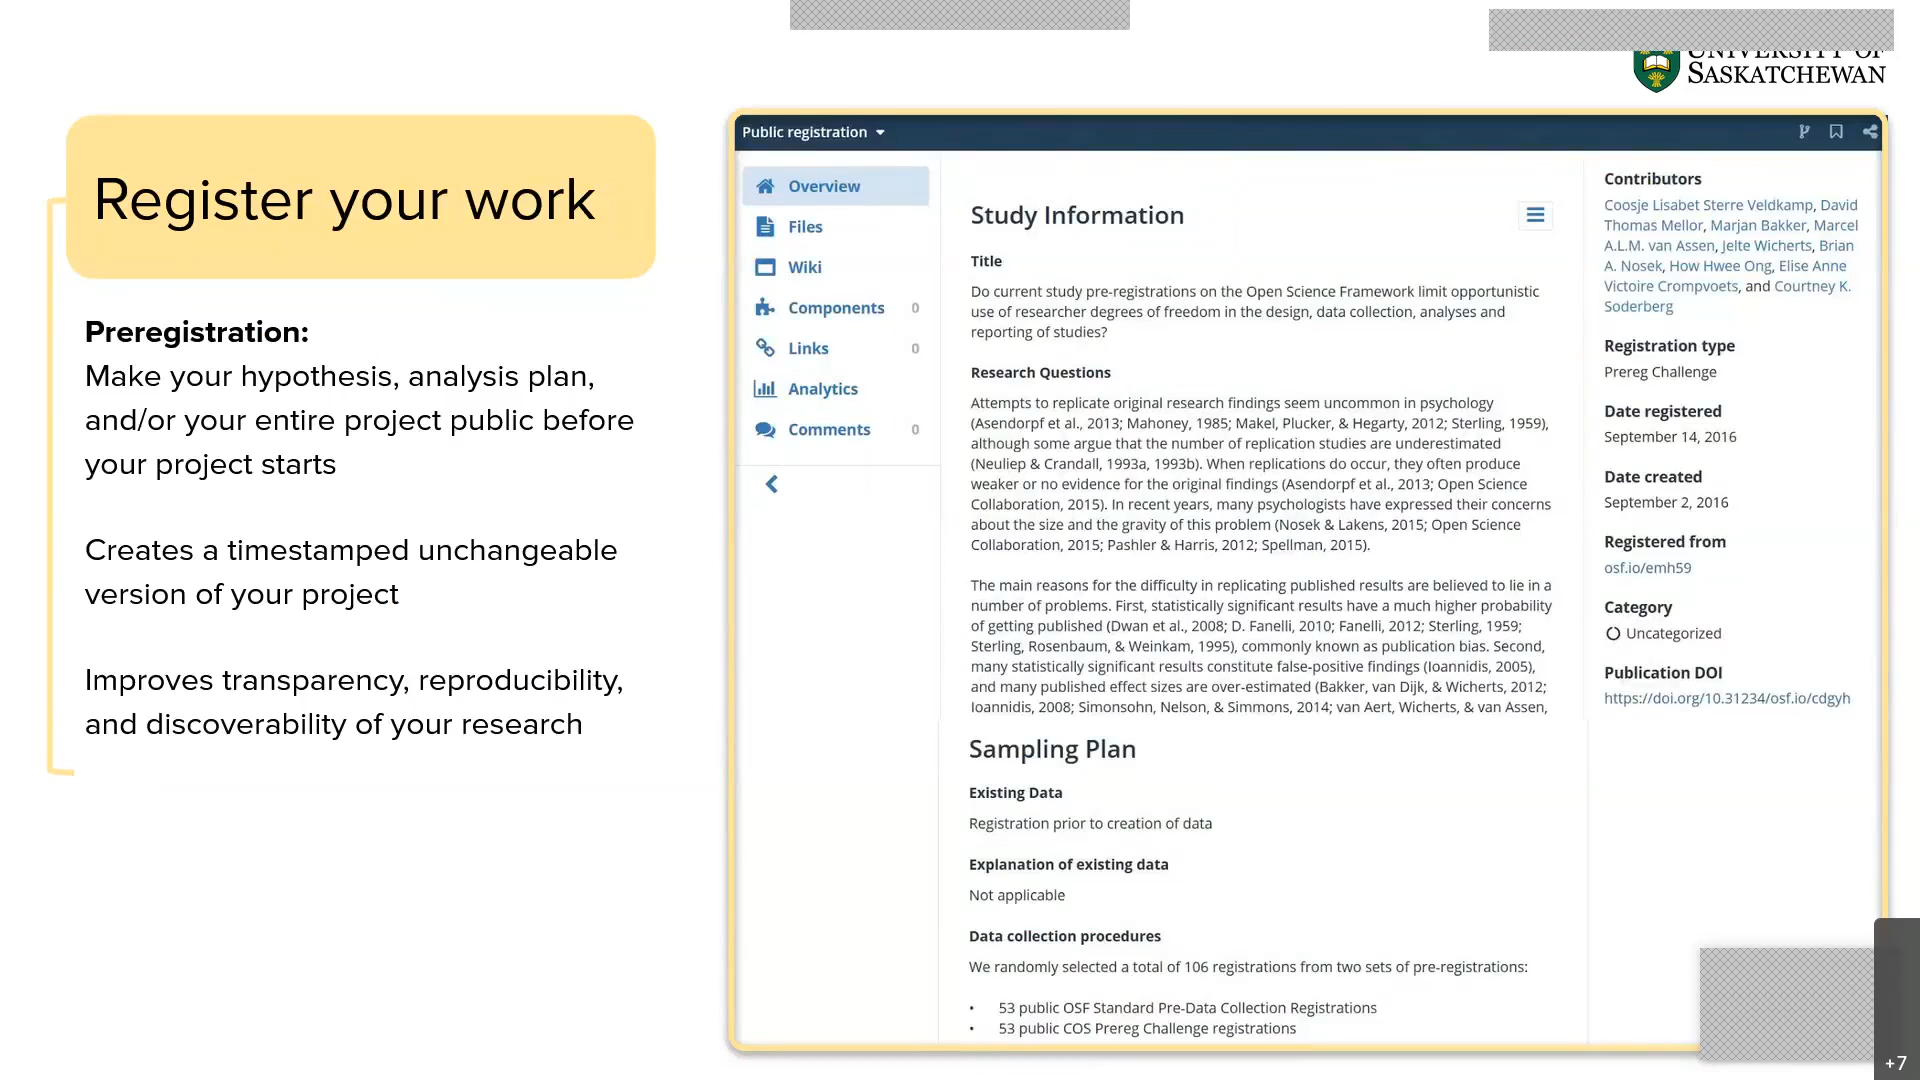 UNIVERSITY OF
SASKATCHEWAN
Register your work
Preregistration:
Make your hypothesis, analysis plan,
and/or your entire project public before
your project starts
Creates a timestamped unchangeable
version of your project
Improves transparency, reproducibility,
and discoverability of your research
Public registration
Overview
Files
Wiki
Components 0
Links 0
Analytics
Comments 0
Study Information
Title
Do current study pre-registrations on the Open Science Framework limit opportunistic
use of researcher degrees of freedom in the design, data collection, analyses and
reporting of studies?
Research Questions
Attempts to replicate original research findings seem uncommon in psychology
(Asendorpf et al., 2013; Mahoney, 1985; Makel, Plucker, & Hegarty, 2012; Sterling, 1959),
although some argue that the number of replication studies are underestimated
(Neuliep & Crandall, 1993a, 1993b). When replications do occur, they often produce
weaker or no evidence for the original findings (Asendorpf et al., 2013; Open Science
Collaboration, 2015). In recent years, many psychologists have expressed their concerns
about the size and the gravity of this problem (Nosek & Lakens, 2015; Open Science
Collaboration, 2015; Pashler & Harris, 2012; Spellman, 2015).
The main reasons for the difficulty in replicating published results are believed to lie in a
number of problems. First, statistically significant results have a much higher probability
of getting published (Dwan et al., 2008; D. Fanelli, 2010; Fanelli, 2012; Sterling, 1959;
Sterling, Rosenbaum, & Weinkam, 1995), commonly known as publication bias. Second,
many statistically significant results constitute false-positive findings (Ioannidis, 2005),
and many published effect sizes are over-estimated (Bakker, van Dijk, & Wicherts, 2012;
Ioannidis, 2008; Simonsohn, Nelson, & Simmons, 2014; van Aert, Wicherts, & van Assen,
Sampling Plan
Existing Data
Registration prior to creation of data
Explanation of existing data
Not applicable
Data collection procedures
We randomly selected a total of 106 registrations from two sets of pre-registrations:
• 53 public OSF Standard Pre-Data Collection Registrations
• 53 public COS Prereg Challenge registrations
Contributors
Coosje Lisabet Sterre Veldkamp, David
Thomas Mellor, Marjan Bakker, Marcel
A.L.M. van Assen, Jelte Wicherts, Brian
A. Nosek, How Hwee Ong, Elise Anne
Victoire Crompvoets, and Courtney K.
Soderberg
Registration type
Prereg Challenge
Date registered
September 14, 2016
Date created
September 2, 2016
Registered from
osf.io/emh59
Category
Uncategorized
Publication DOI
https://doi.org/10.31234/osf.io/cdgyh
+7